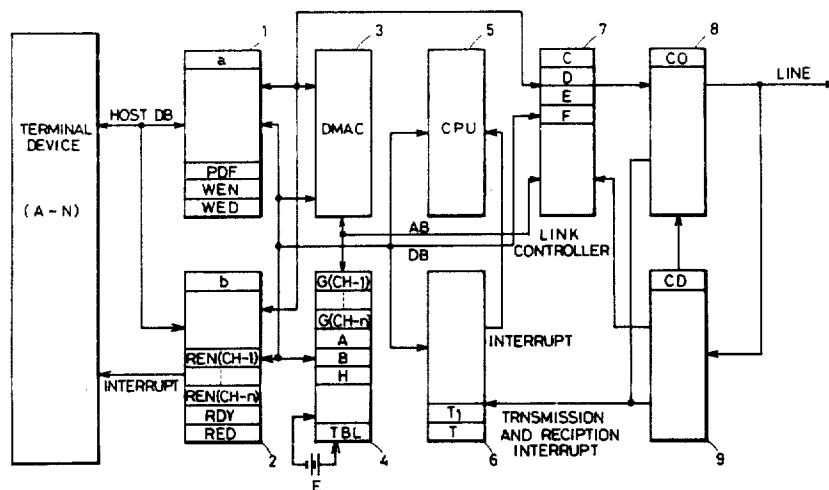 1
3
5
7
8
a
C
D
E
F
CO
LINE
TERMINAL
DEVICE
(A~N)
HOST DB
DMAC
CPU
PDF
WEN
WED
AB
DB
LINK
CONTROLLER
b
G(CH-1)
G(CH-n)
A
B
H
TBL
CD
REN(CH-1)
REN(CH-n)
RDY
RED
INTERRUPT
INTERRUPT
T1
T
TRNSMISSION
AND RECIPTION
INTERRUPT
2
4
6
9
E